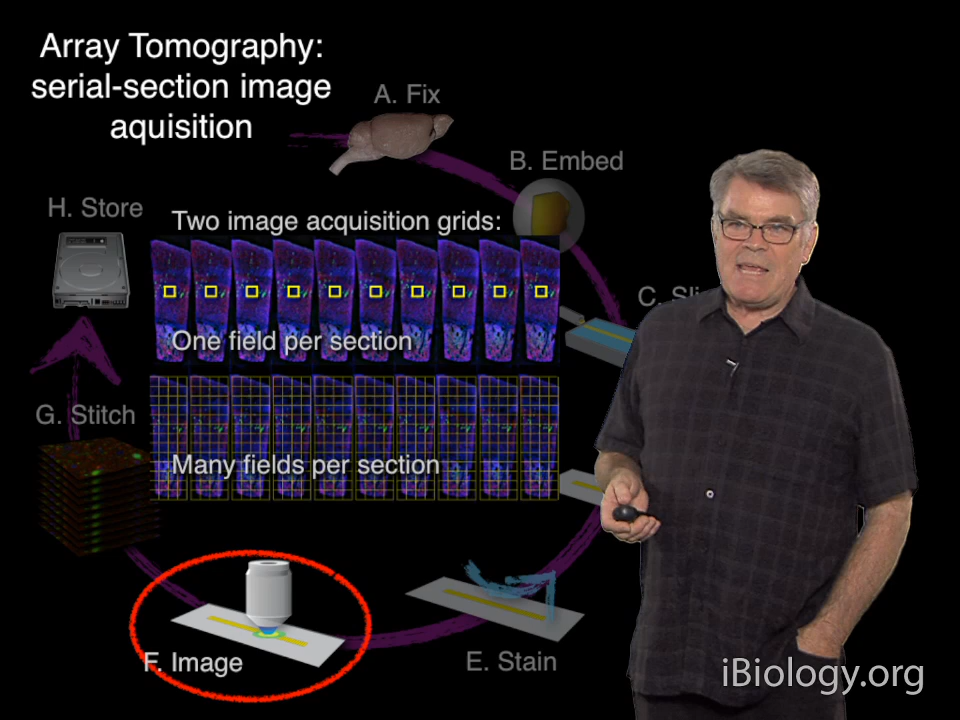 Array Tomography:
serial-section image
aquisition
A. Fix
B. Embed
H. Store
Two image acquisition grids:
C. Sli
One field per section
G. Stitch
Many fields per section
F. Image
E. Stain
iBiology.org